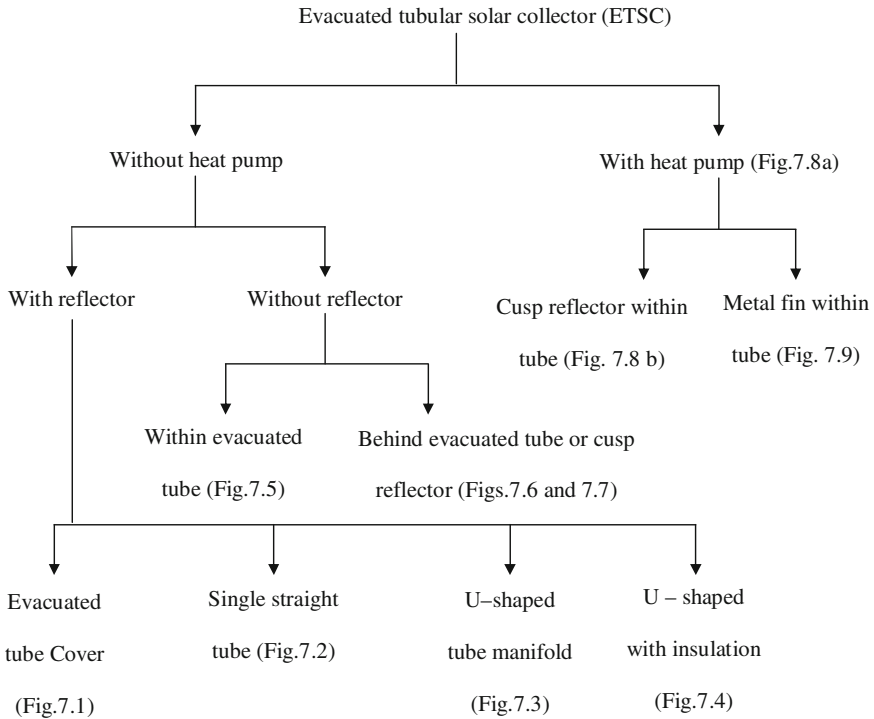 Evacuated tubular solar collector (ETSC)
Without heat pump
With heat pump (Fig.7.8a)
With reflector
Without reflector
Cusp reflector within
tube (Fig. 7.8 b)
Metal fin within
tube (Fig. 7.9)
Within evacuated
tube (Fig.7.5)
Behind evacuated tube or cusp
reflector (Figs.7.6 and 7.7)
Evacuated
tube Cover
(Fig.7.1)
Single straight
tube (Fig.7.2)
U–shaped
tube manifold
(Fig.7.3)
U – shaped
with insulation
(Fig.7.4)